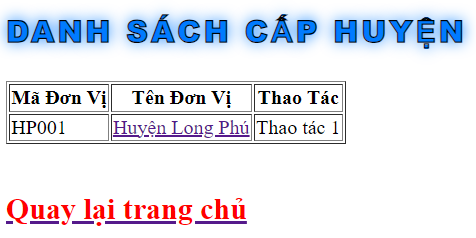 DANH SÁCH CẤP HUYỆN
Mã Đơn Vị Tên Đơn Vị Thao Tác
HP001 Huyện Long Phú Thao tác 1
Quay lại trang chủ